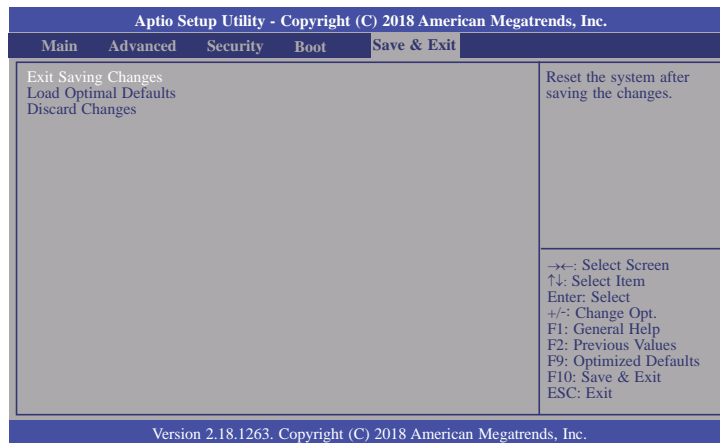 Aptio Setup Utility - Copyright (C) 2018 American Megatrends, Inc.
Main Advanced Security Boot Save & Exit
Exit Saving Changes
Load Optimal Defaults
Discard Changes
Reset the system after
saving the changes.
→←: Select Screen
↑↓: Select Item
Enter: Select
+/-: Change Opt.
F1: General Help
F2: Previous Values
F9: Optimized Defaults
F10: Save & Exit
ESC: Exit
Version 2.18.1263. Copyright (C) 2018 American Megatrends, Inc.